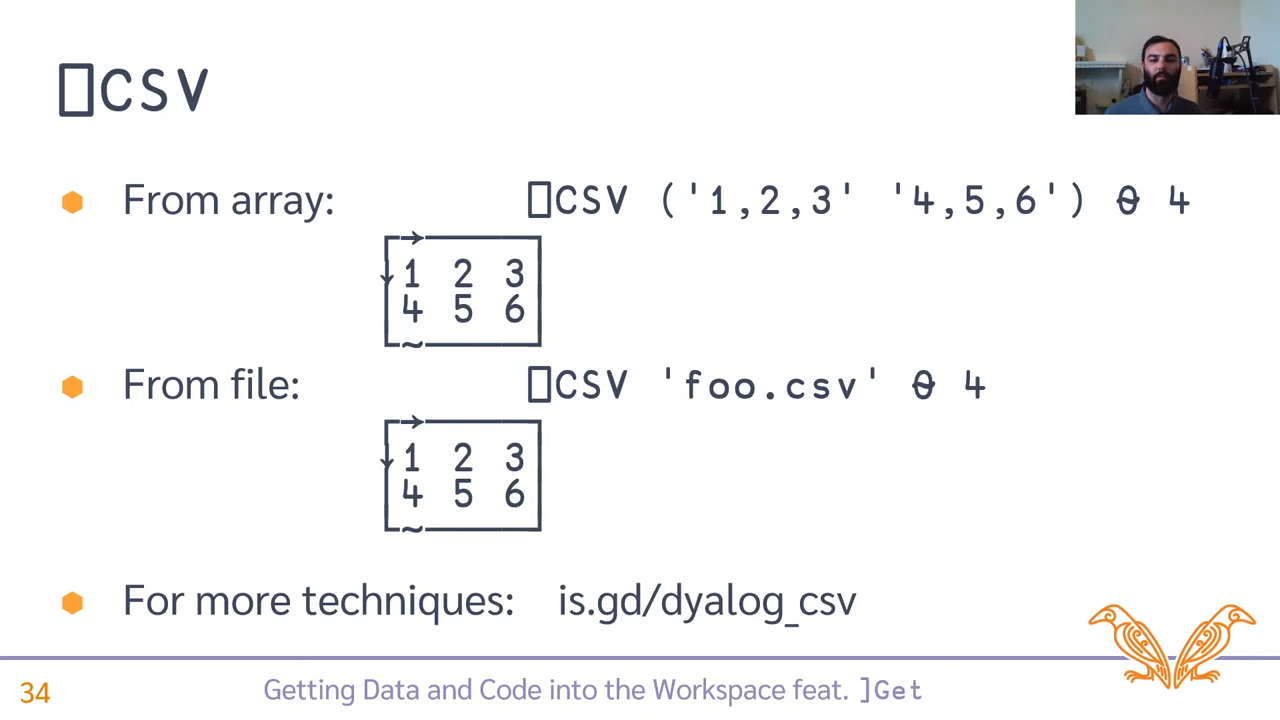 ⎕CSV
From array: ⎕CSV ('1,2,3' '4,5,6') ⍬ 4
1 2 3
4 5 6
From file: ⎕CSV 'foo.csv' ⍬ 4
1 2 3
4 5 6
For more techniques: is.gd/dyalog_csv
34 Getting Data and Code into the Workspace feat. ]Get